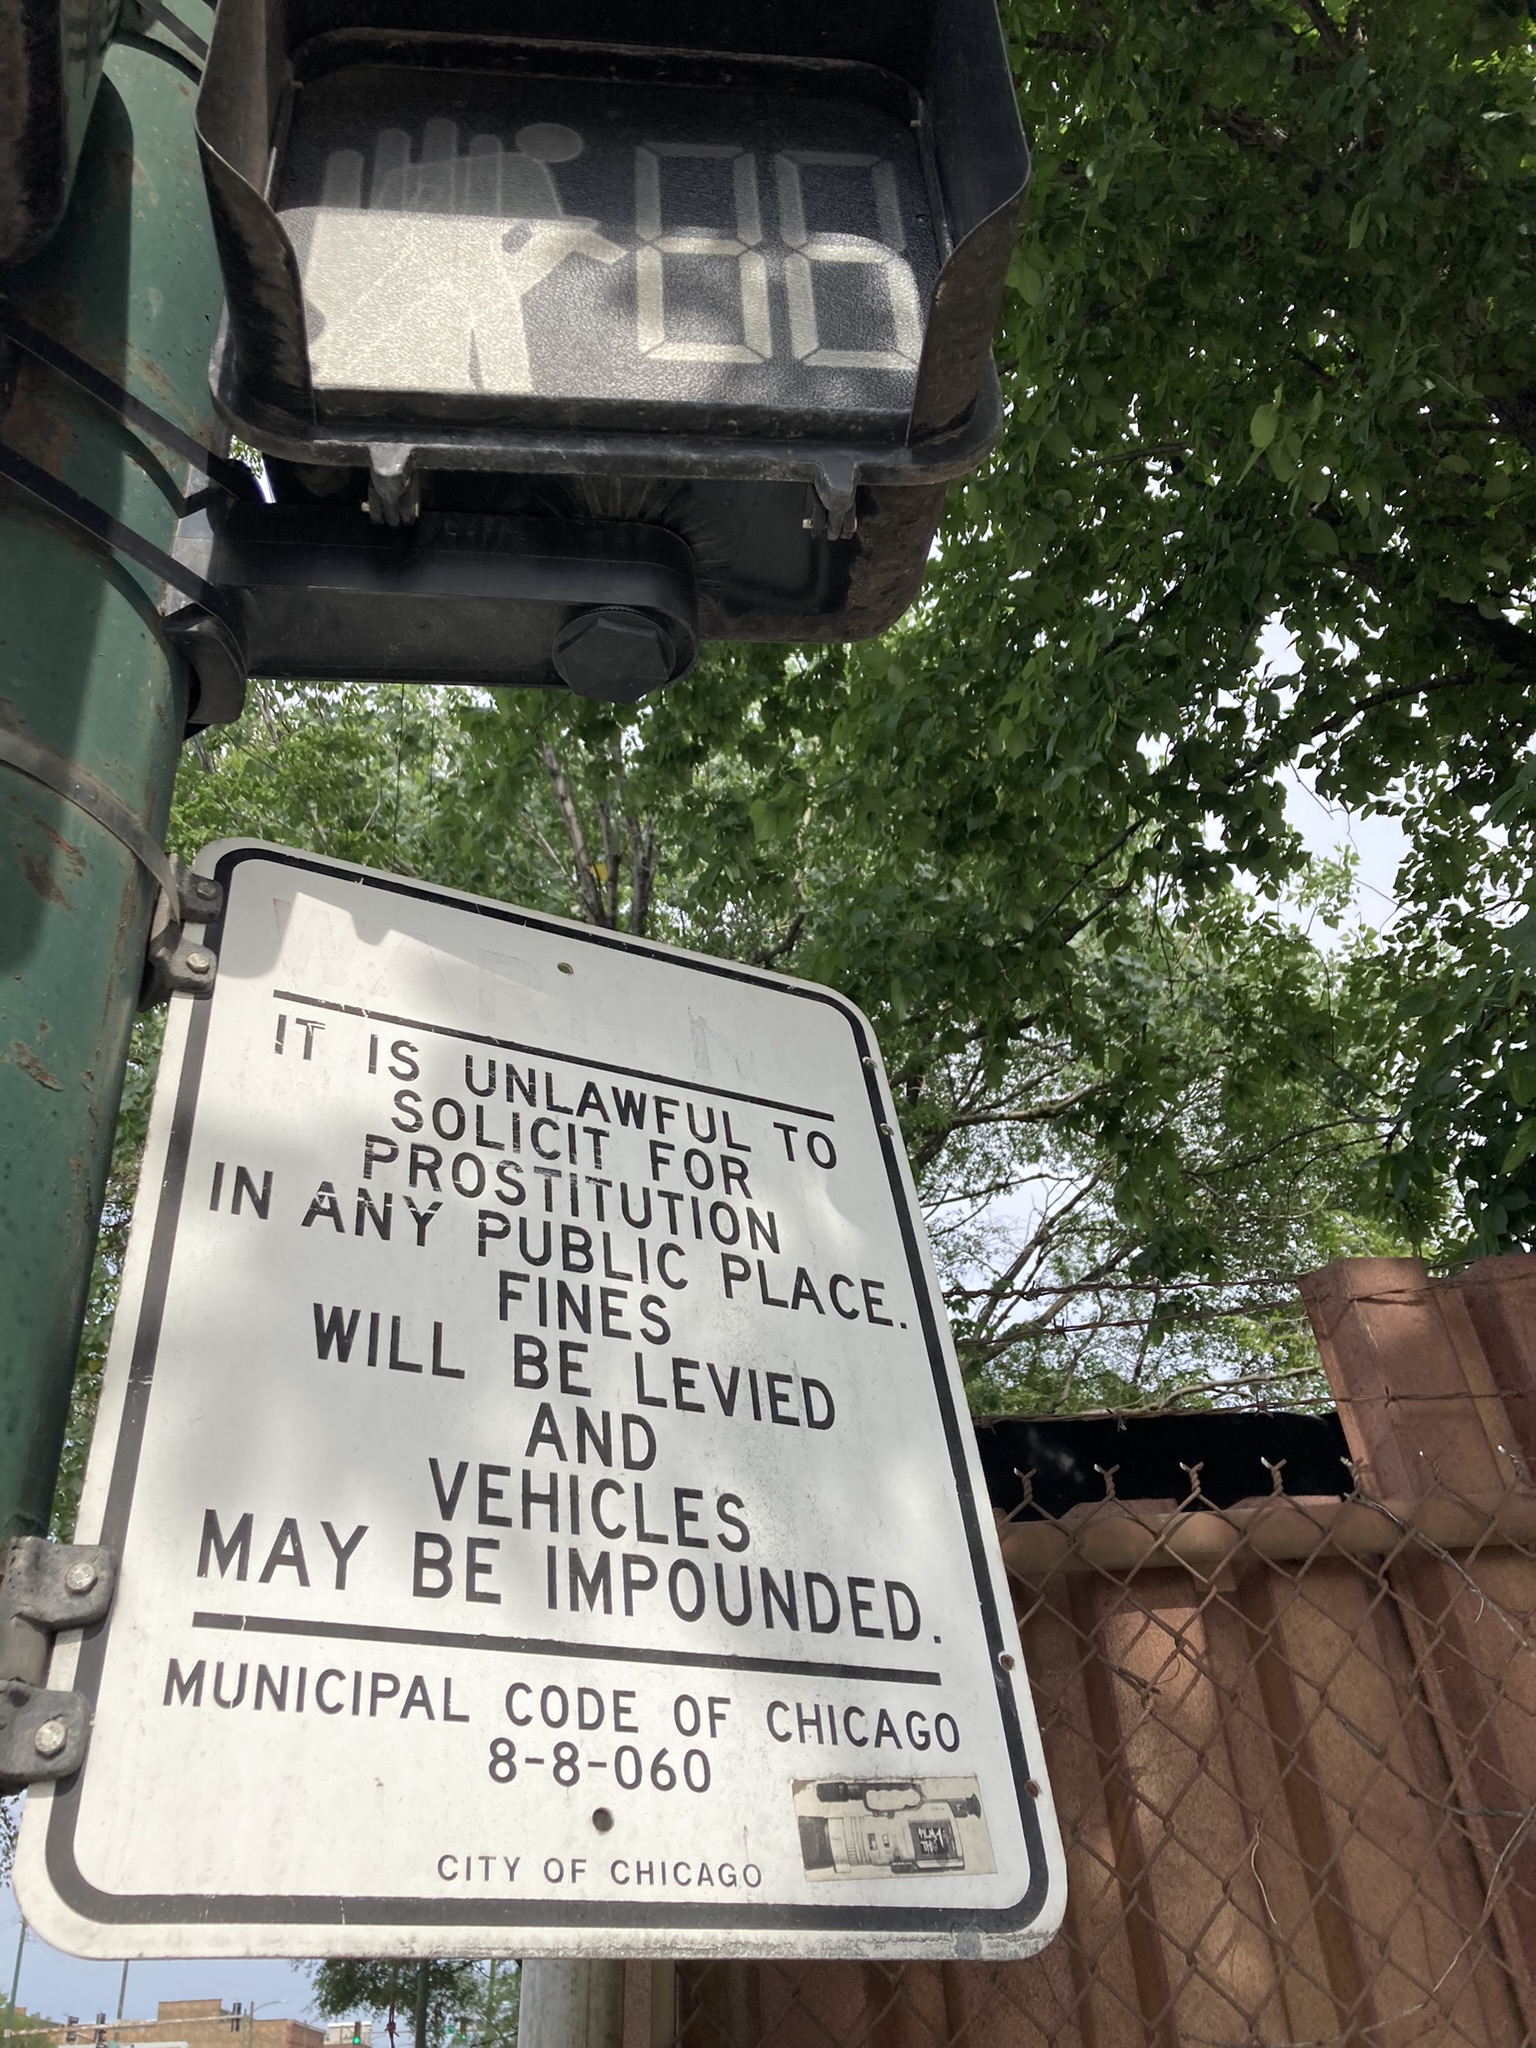 WARNIN
IT IS UNLAWFUL TO
SOLICIT FOR
PROSTITUTION
IN ANY PUBLIC PLACE.
FINES
WILL BE LEVIED
AND
VEHICLES
MAY BE IMPOUNDED.
MUNICIPAL CODE OF CHICAGO
8-8-060
CITY OF CHICAGO